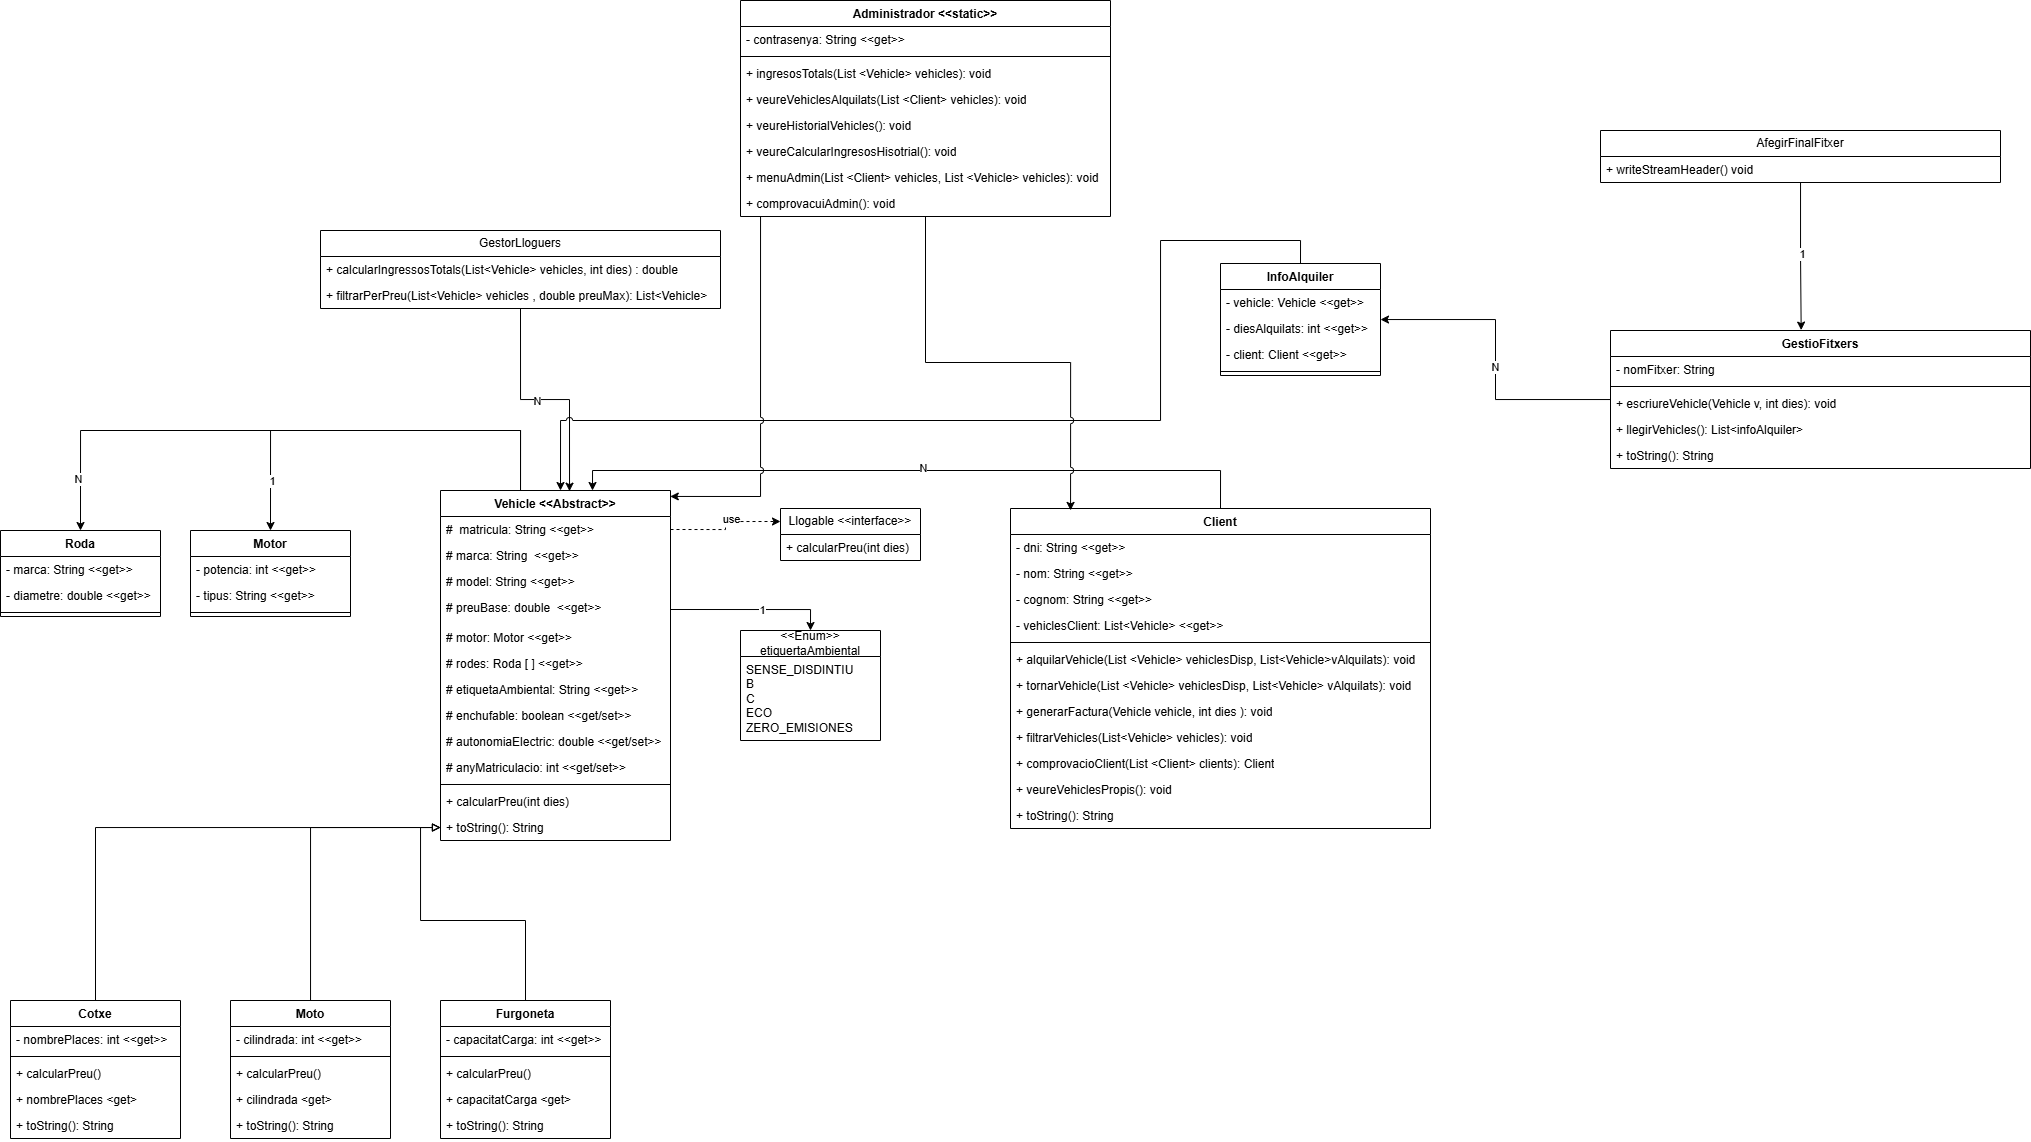 Administrador <<static>>
- contrasenya: String <<get>>
+ ingresosTotals(List <Vehicle> vehicles): void
+ veureVehiclesAlquilats(List <Client> vehicles): void
+ veureHistorialVehicles(): void
+ veureCalcularIngresosHisotrial(): void
+ menuAdmin(List <Client> vehicles, List <Vehicle> vehicles): void
+ comprovacuiAdmin(): void
AfegirFinalFitxer
+ writeStreamHeader() void
1
GestorLloguers
+ calcularIngressosTotals(List<Vehicle> vehicles, int dies) : double
+ filtrarPerPreu(List<Vehicle> vehicles , double preuMax): List<Vehicle>
N
InfoAlquiler
- vehicle: Vehicle <<get>>
- diesAlquilats: int <<get>>
- client: Client <<get>>
N
GestioFitxers
- nomFitxer: String
+ escriureVehicle(Vehicle v, int dies): void
+ llegirVehicles(): List<infoAlquiler>
+ toString(): String
N
1
N
Roda
- marca: String <<get>>
- diametre: double <<get>>
Motor
- potencia: int <<get>>
- tipus: String <<get>>
Vehicle <<Abstract>>
# matricula: String <<get>>
# marca: String <<get>>
# model: String <<get>>
# preuBase: double <<get>>
# motor: Motor <<get>>
# rodes: Roda [ ] <<get>>
# etiquetaAmbiental: String <<get>>
# enchufable: boolean <<get/set>>
# autonomiaElectric: double <<get/set>>
# anyMatriculacio: int <<get/set>>
+ calcularPreu(int dies)
+ toString(): String
use
Llogable <<interface>>
+ calcularPreu(int dies)
1
<<Enum>>
etiquertaAmbiental
SENSE_DISDINTIU
B
C
ECO
ZERO_EMISIONES
Client
- dni: String <<get>>
- nom: String <<get>>
- cognom: String <<get>>
- vehiclesClient: List<Vehicle> <<get>>
+ alquilarVehicle(List <Vehicle> vehiclesDisp, List<Vehicle>vAlquilats): void
+ tornarVehicle(List <Vehicle> vehiclesDisp, List<Vehicle> vAlquilats): void
+ generarFactura(Vehicle vehicle, int dies ): void
+ filtrarVehicles(List<Vehicle> vehicles): void
+ comprovacioClient(List <Client> clients): Client
+ veureVehiclesPropis(): void
+ toString(): String
Cotxe
- nombrePlaces: int <<get>>
+ calcularPreu()
+ nombrePlaces <get>
+ toString(): String
Moto
- cilindrada: int <<get>>
+ calcularPreu()
+ cilindrada <get>
+ toString(): String
Furgoneta
- capacitatCarga: int <<get>>
+ calcularPreu()
+ capacitatCarga <get>
+ toString(): String